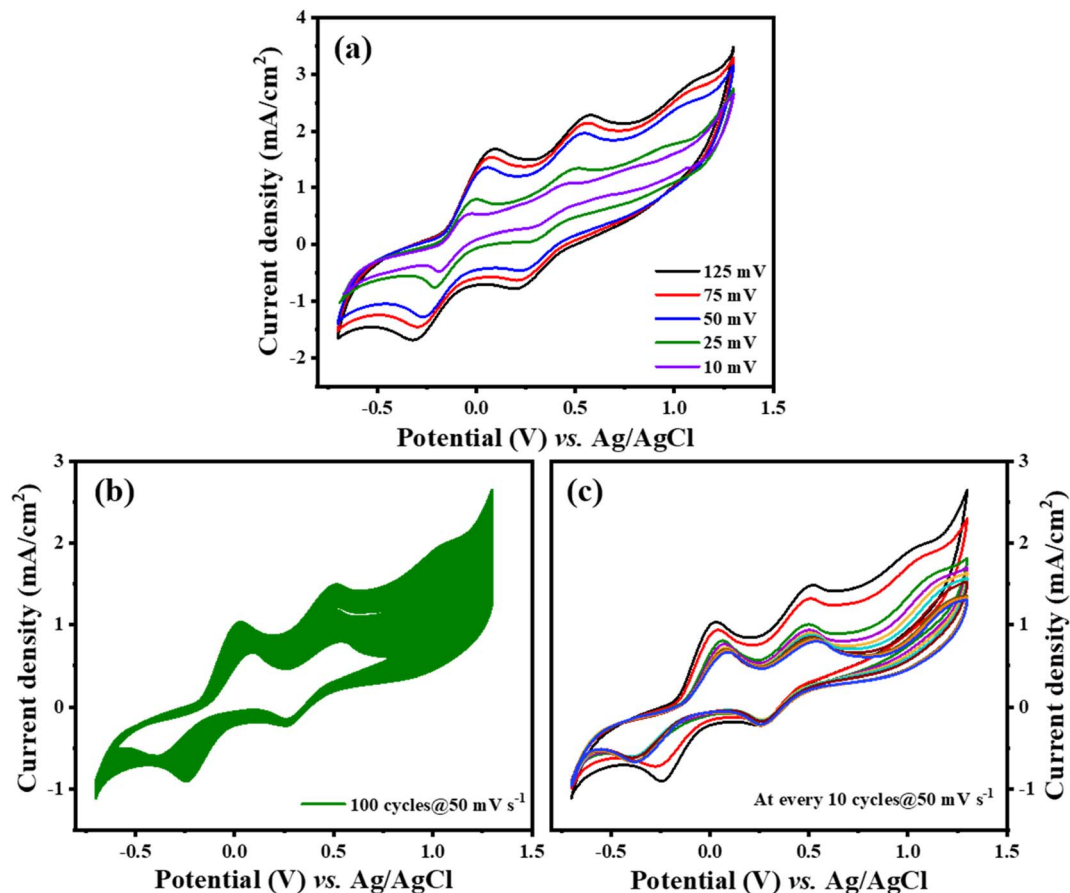 (a)
4
3
2
1
0
-1
-2
Current density (mA/cm²)
125 mV
75 mV
50 mV
25 mV
10 mV
-0.5 0.0 0.5 1.0 1.5
Potential (V) vs. Ag/AgCl
(b)
3
2
1
0
-1
Current density (mA/cm²)
100 cycles@50 mV s⁻¹
-0.5 0.0 0.5 1.0 1.5
Potential (V) vs. Ag/AgCl
(c)
3
2
1
0
-1
Current density (mA/cm²)
At every 10 cycles@50 mV s⁻¹
-0.5 0.0 0.5 1.0 1.5
Potential (V) vs. Ag/AgCl